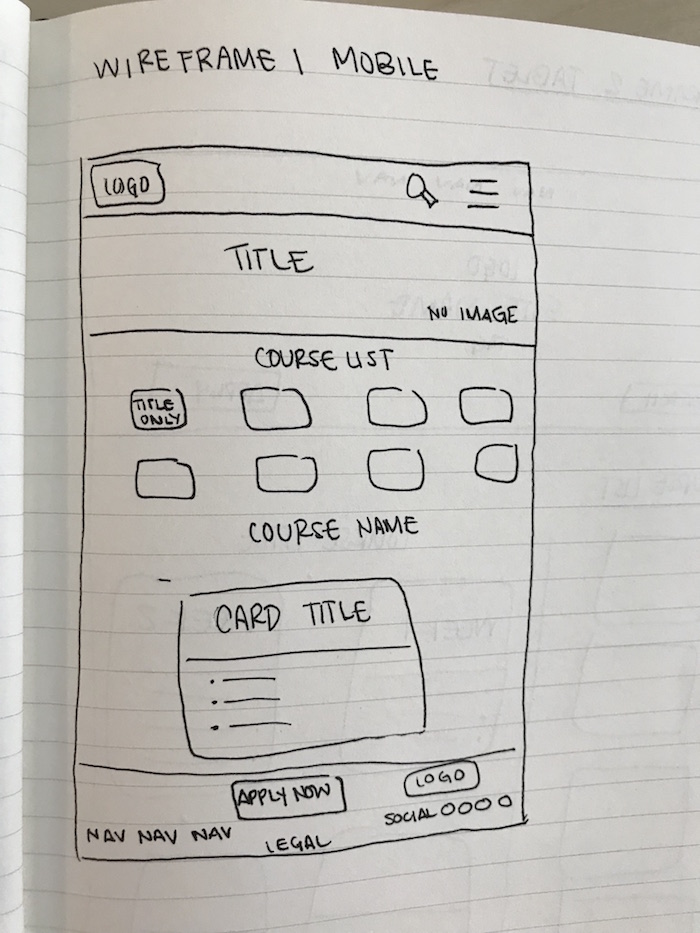 WIREFRAME 1 MOBILE
LOGO
TITLE
NO IMAGE
COURSE LIST
TITLE
ONLY
COURSE NAME
CARD TITLE
APPLY NOW
LOGO
SOCIAL
NAV NAV NAV
LEGAL